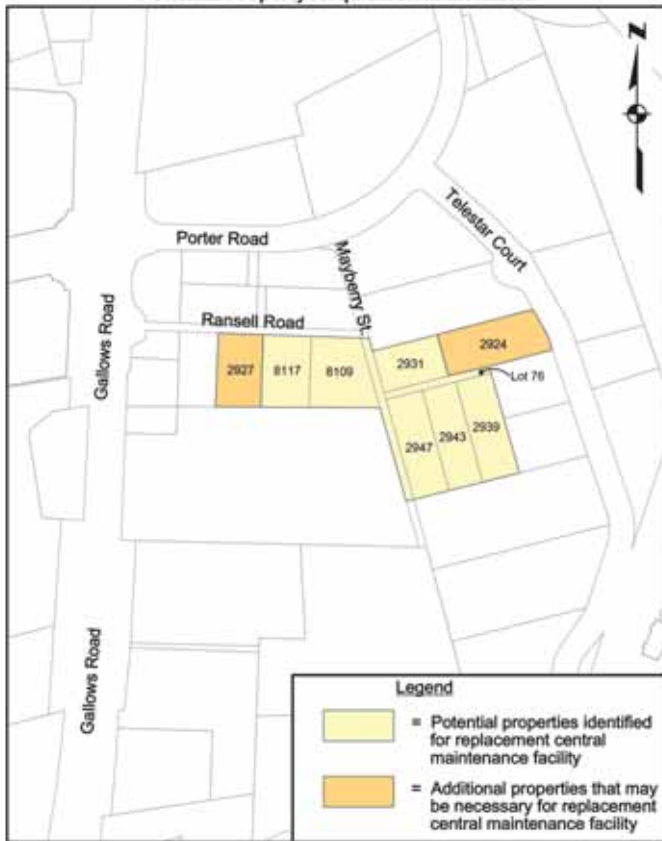 N
Porter Road
Telestar Court
Mayberry St.
Gallows Road
Ransell Road
2924
2931
2927
8117
8109
Lot 76
2947
2943
2939
Gallows Road
Legend
= Potential properties identified
for replacement central
maintenance facility
= Additional properties that may
be necessary for replacement
central maintenance facility